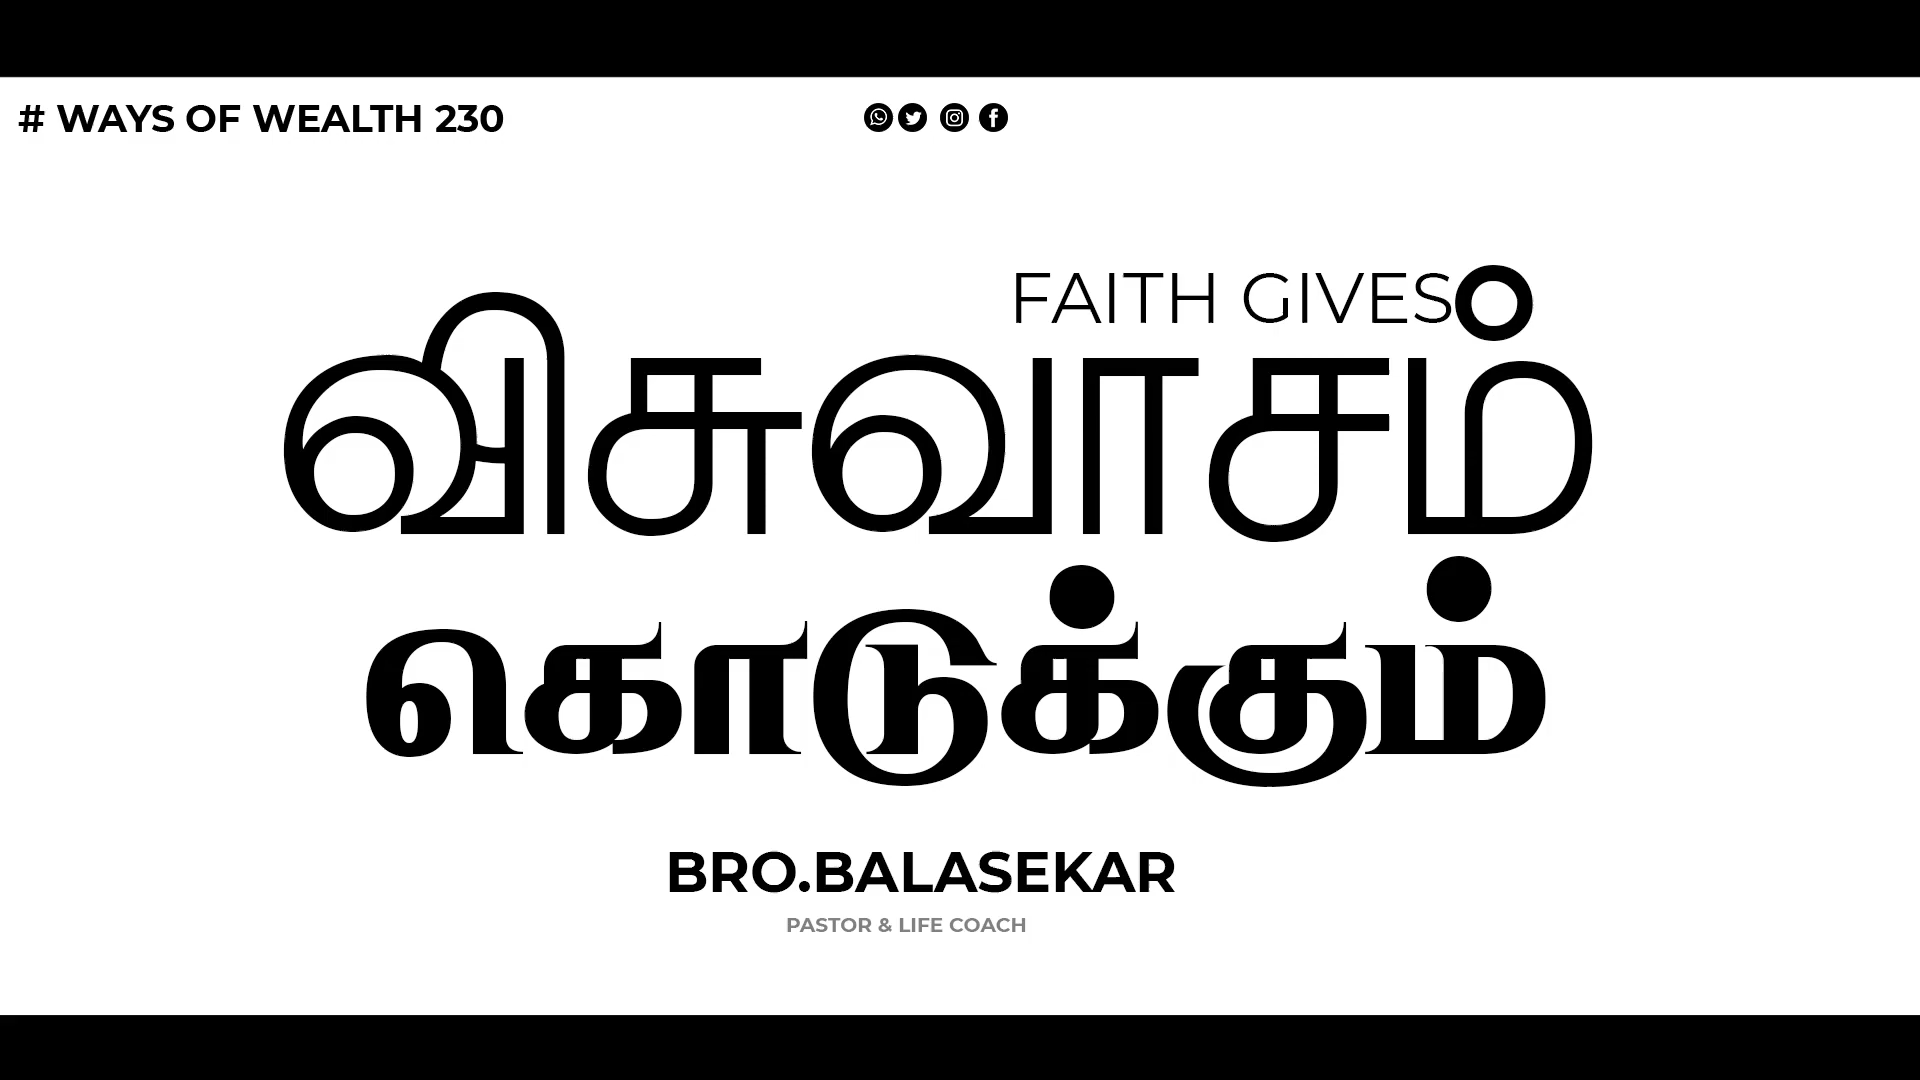 # WAYS OF WEALTH 230
FAITH GIVES
விசுவாசம்
கொடுக்கும்
BRO.BALASEKAR
PASTOR & LIFE COACH